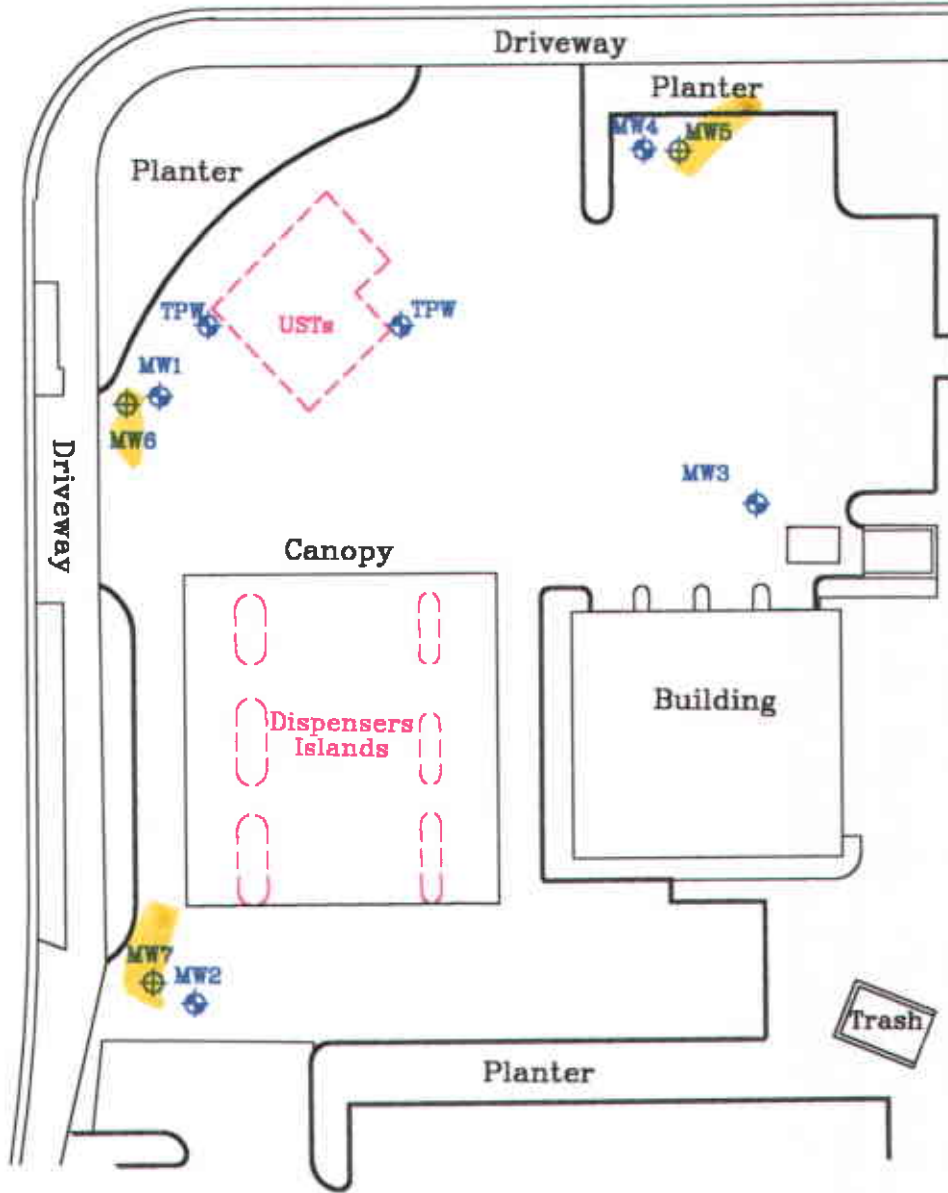 Driveway
Planter
MW4
MW5
Planter
TPW
USTs
TPW
MW1
MW6
Driveway
MW3
Canopy
Building
Dispensers
Islands
MW7
MW2
Trash
Planter